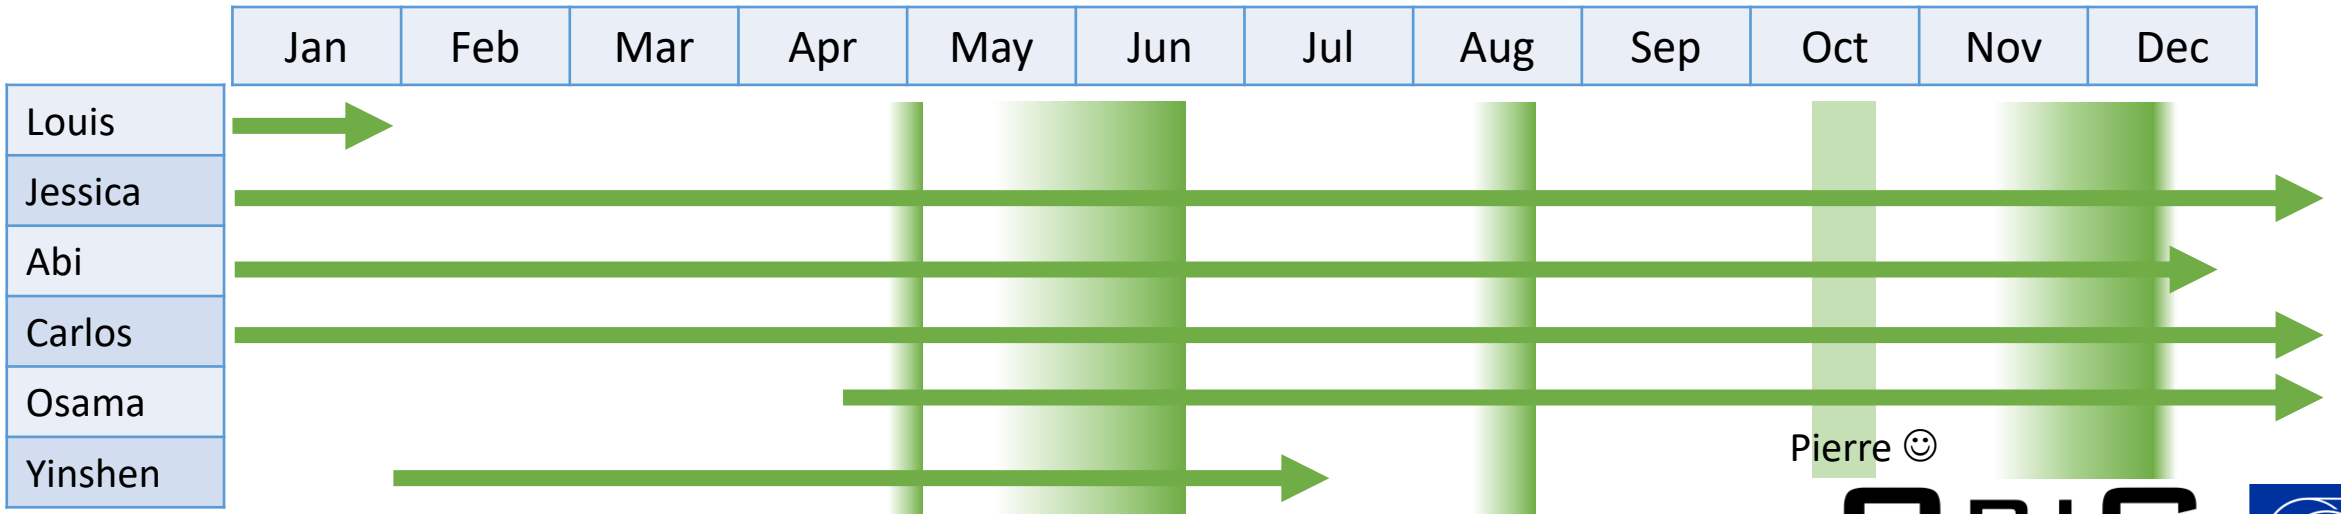 Jan Feb Mar Apr May Jun Jul Aug Sep Oct Nov Dec
Louis
Jessica
Abi
Carlos
Osama
Pierre ☺
Yinshen